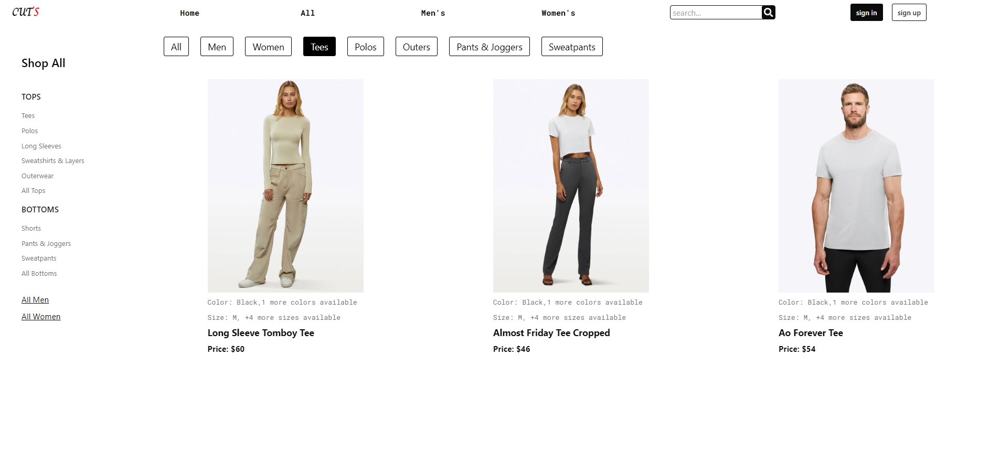 CUT'S
Home All Men's Women's search... sign in sign up
All Men Women Tees Polos Outers Pants & Joggers Sweatpants
Shop All
TOPS
Tees
Polos
Long Sleeves
Sweatshirts & Layers
Outerwear
All Tops
BOTTOMS
Shorts
Pants & Joggers
Sweatpants
All Bottoms
All Men
All Women
Color: Black,1 more colors available
Size: M, +4 more sizes available
Long Sleeve Tomboy Tee
Price: $60
Color: Black,1 more colors available
Size: M, +4 more sizes available
Almost Friday Tee Cropped
Price: $46
Color: Black,1 more colors available
Size: M, +4 more sizes available
Ao Forever Tee
Price: $54